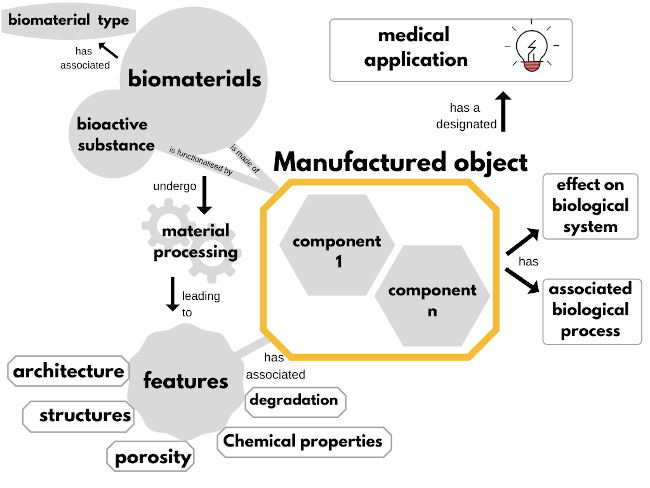 biomaterial type
has
associated
biomaterials
bioactive
substance
is functionalised by
is made of
medical
application
has a
designated
Manufactured object
undergo
material
processing
component
1
component
n
effect on
biological
system
has
associated
biological
process
leading
to
has
associated
features
architecture
structures
porosity
degradation
Chemical properties